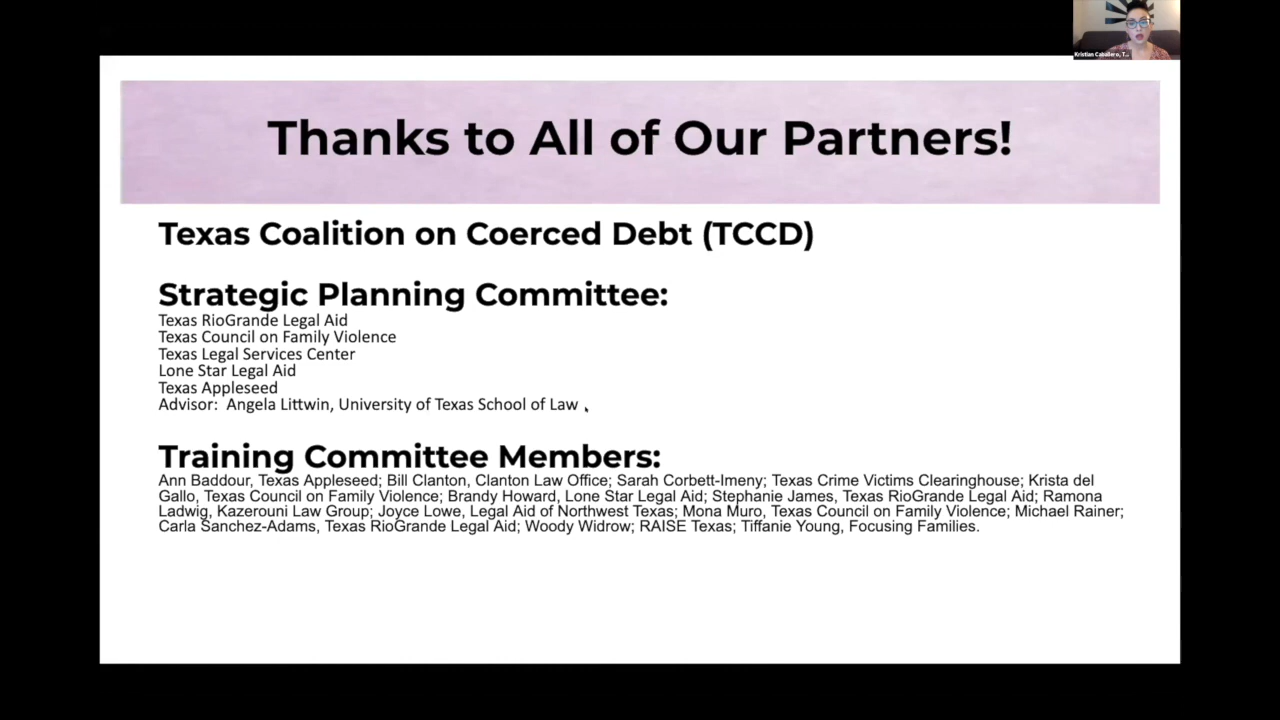 Kristian Caballero, T...
Thanks to All of Our Partners!
Texas Coalition on Coerced Debt (TCCD)
Strategic Planning Committee:
Texas RioGrande Legal Aid
Texas Council on Family Violence
Texas Legal Services Center
Lone Star Legal Aid
Texas Appleseed
Advisor:  Angela Littwin, University of Texas School of Law
Training Committee Members:
Ann Baddour, Texas Appleseed; Bill Clanton, Clanton Law Office; Sarah Corbett-Imeny; Texas Crime Victims Clearinghouse; Krista del
Gallo, Texas Council on Family Violence; Brandy Howard, Lone Star Legal Aid; Stephanie James, Texas RioGrande Legal Aid; Ramona
Ladwig, Kazerouni Law Group; Joyce Lowe, Legal Aid of Northwest Texas; Mona Muro, Texas Council on Family Violence; Michael Rainer;
Carla Sanchez-Adams, Texas RioGrande Legal Aid; Woody Widrow; RAISE Texas; Tiffanie Young, Focusing Families.